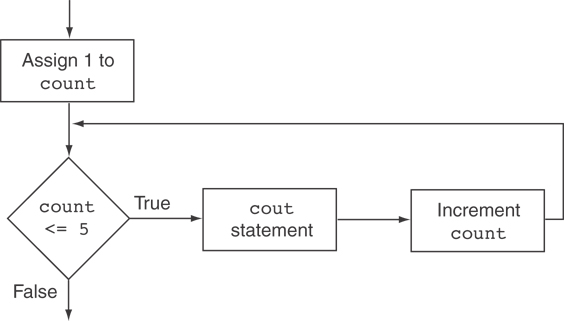 Assign 1 to
count
count
<= 5
True
cout
statement
Increment
count
False